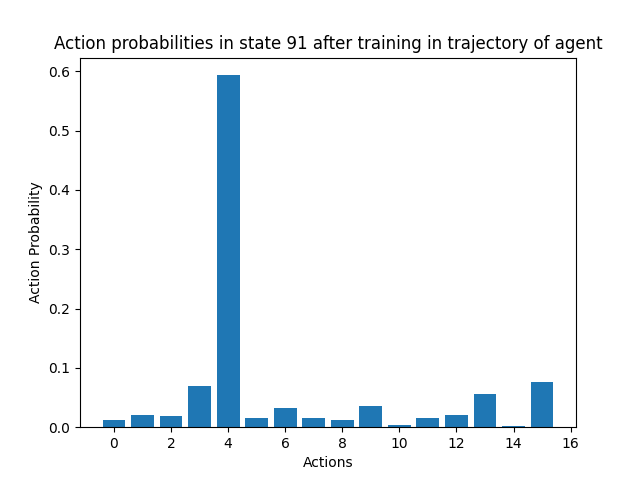 Action probabilities in state 91 after training in trajectory of agent
0.6
0.5
0.4
0.3
0.2
0.1
0.0
Action Probability
0 2 4 6 8 10 12 14 16
Actions